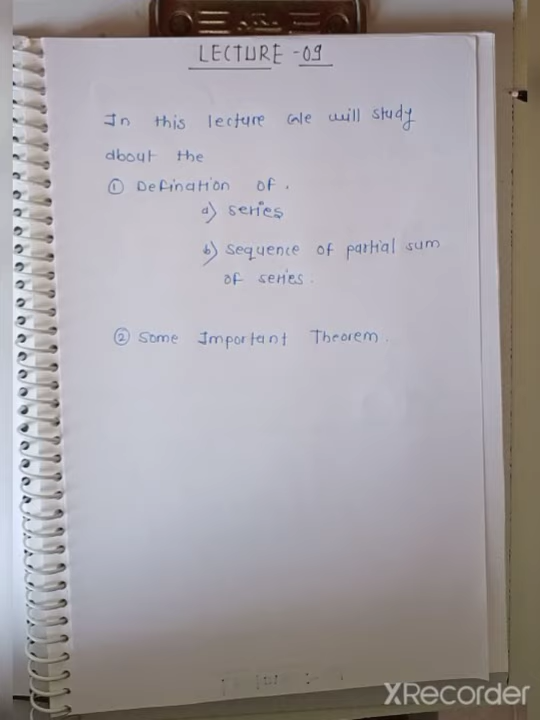 LECTURE - 09
In this lecture we will study
about the
① Defination of.
a) series
b) sequence of partial sum
of series.
② Some Important Theorem.
XRecorder